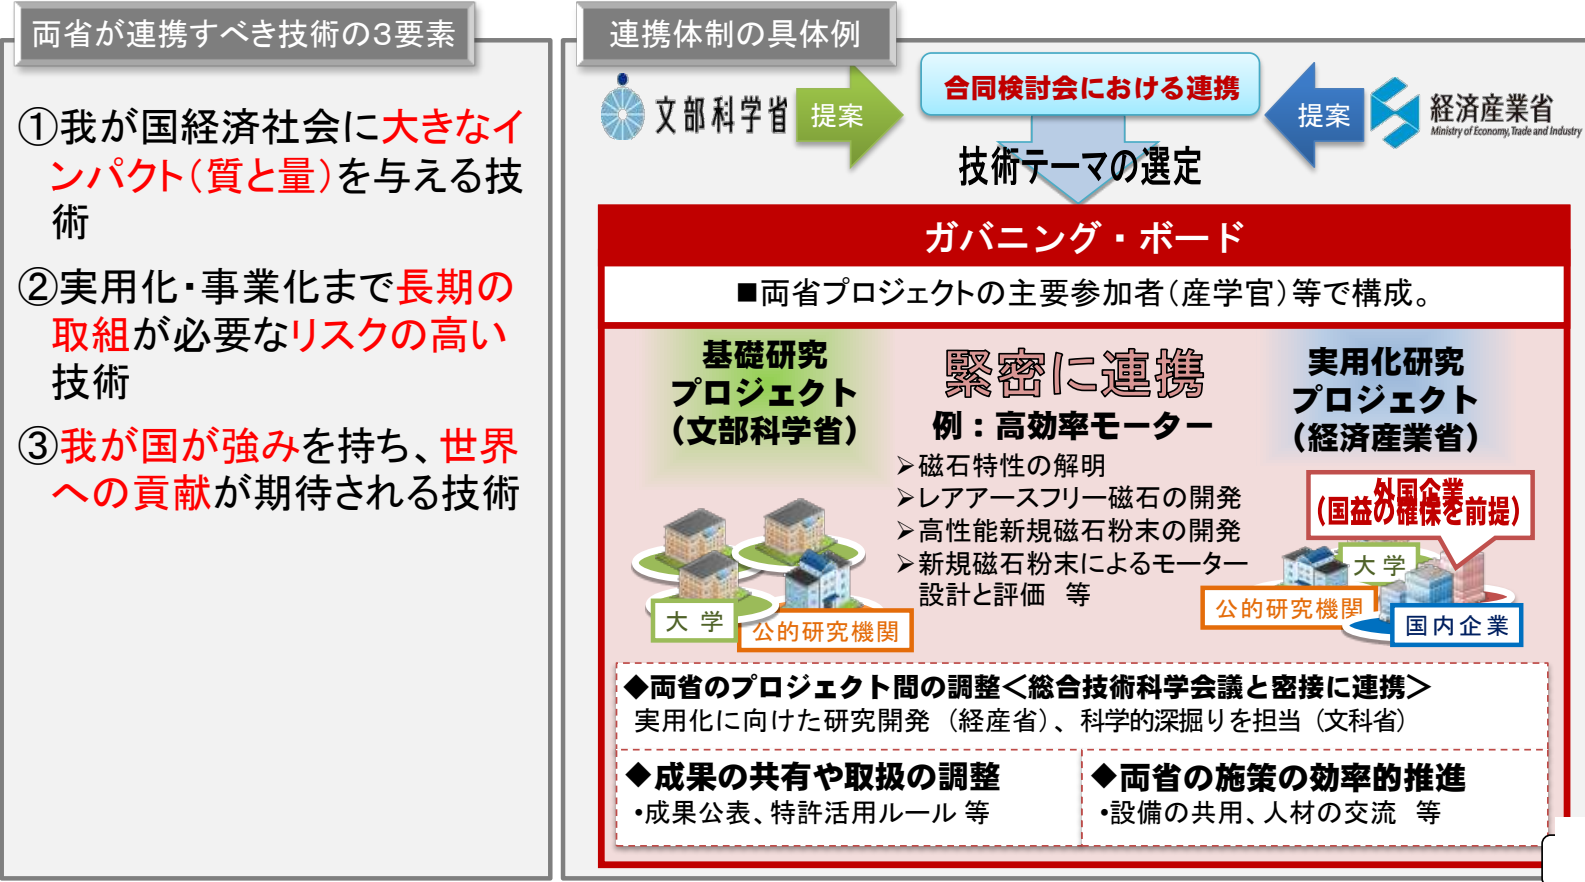 両省が連携すべき技術の3要素
①我が国経済社会に大きなイ
ンパクト（質と量）を与える技
術
②実用化・事業化まで長期の
取組が必要なリスクの高い
技術
③我が国が強みを持ち、世界
への貢献が期待される技術
連携体制の具体例
文部科学省
提案
合同検討会における連携
提案
経済産業省
Ministry of Economy, Trade and Industry
技術テーマの選定
ガバニング・ボード
■両省プロジェクトの主要参加者（産学官）等で構成。
基礎研究
プロジェクト
（文部科学省）
緊密に連携
例：高効率モーター
➢磁石特性の解明
➢レアアースフリー磁石の開発
➢高性能新規磁石粉末の開発
➢新規磁石粉末によるモーター
設計と評価　等
実用化研究
プロジェクト
（経済産業省）
外国企業
（国益の確保を前提）
大学
公的研究機関
大学
公的研究機関
国内企業
◆両省のプロジェクト間の調整＜総合技術科学会議と密接に連携＞
実用化に向けた研究開発（経産省）、科学的深掘りを担当（文科省）
◆成果の共有や取扱の調整
・成果公表、特許活用ルール 等
◆両省の施策の効率的推進
・設備の共用、人材の交流　等